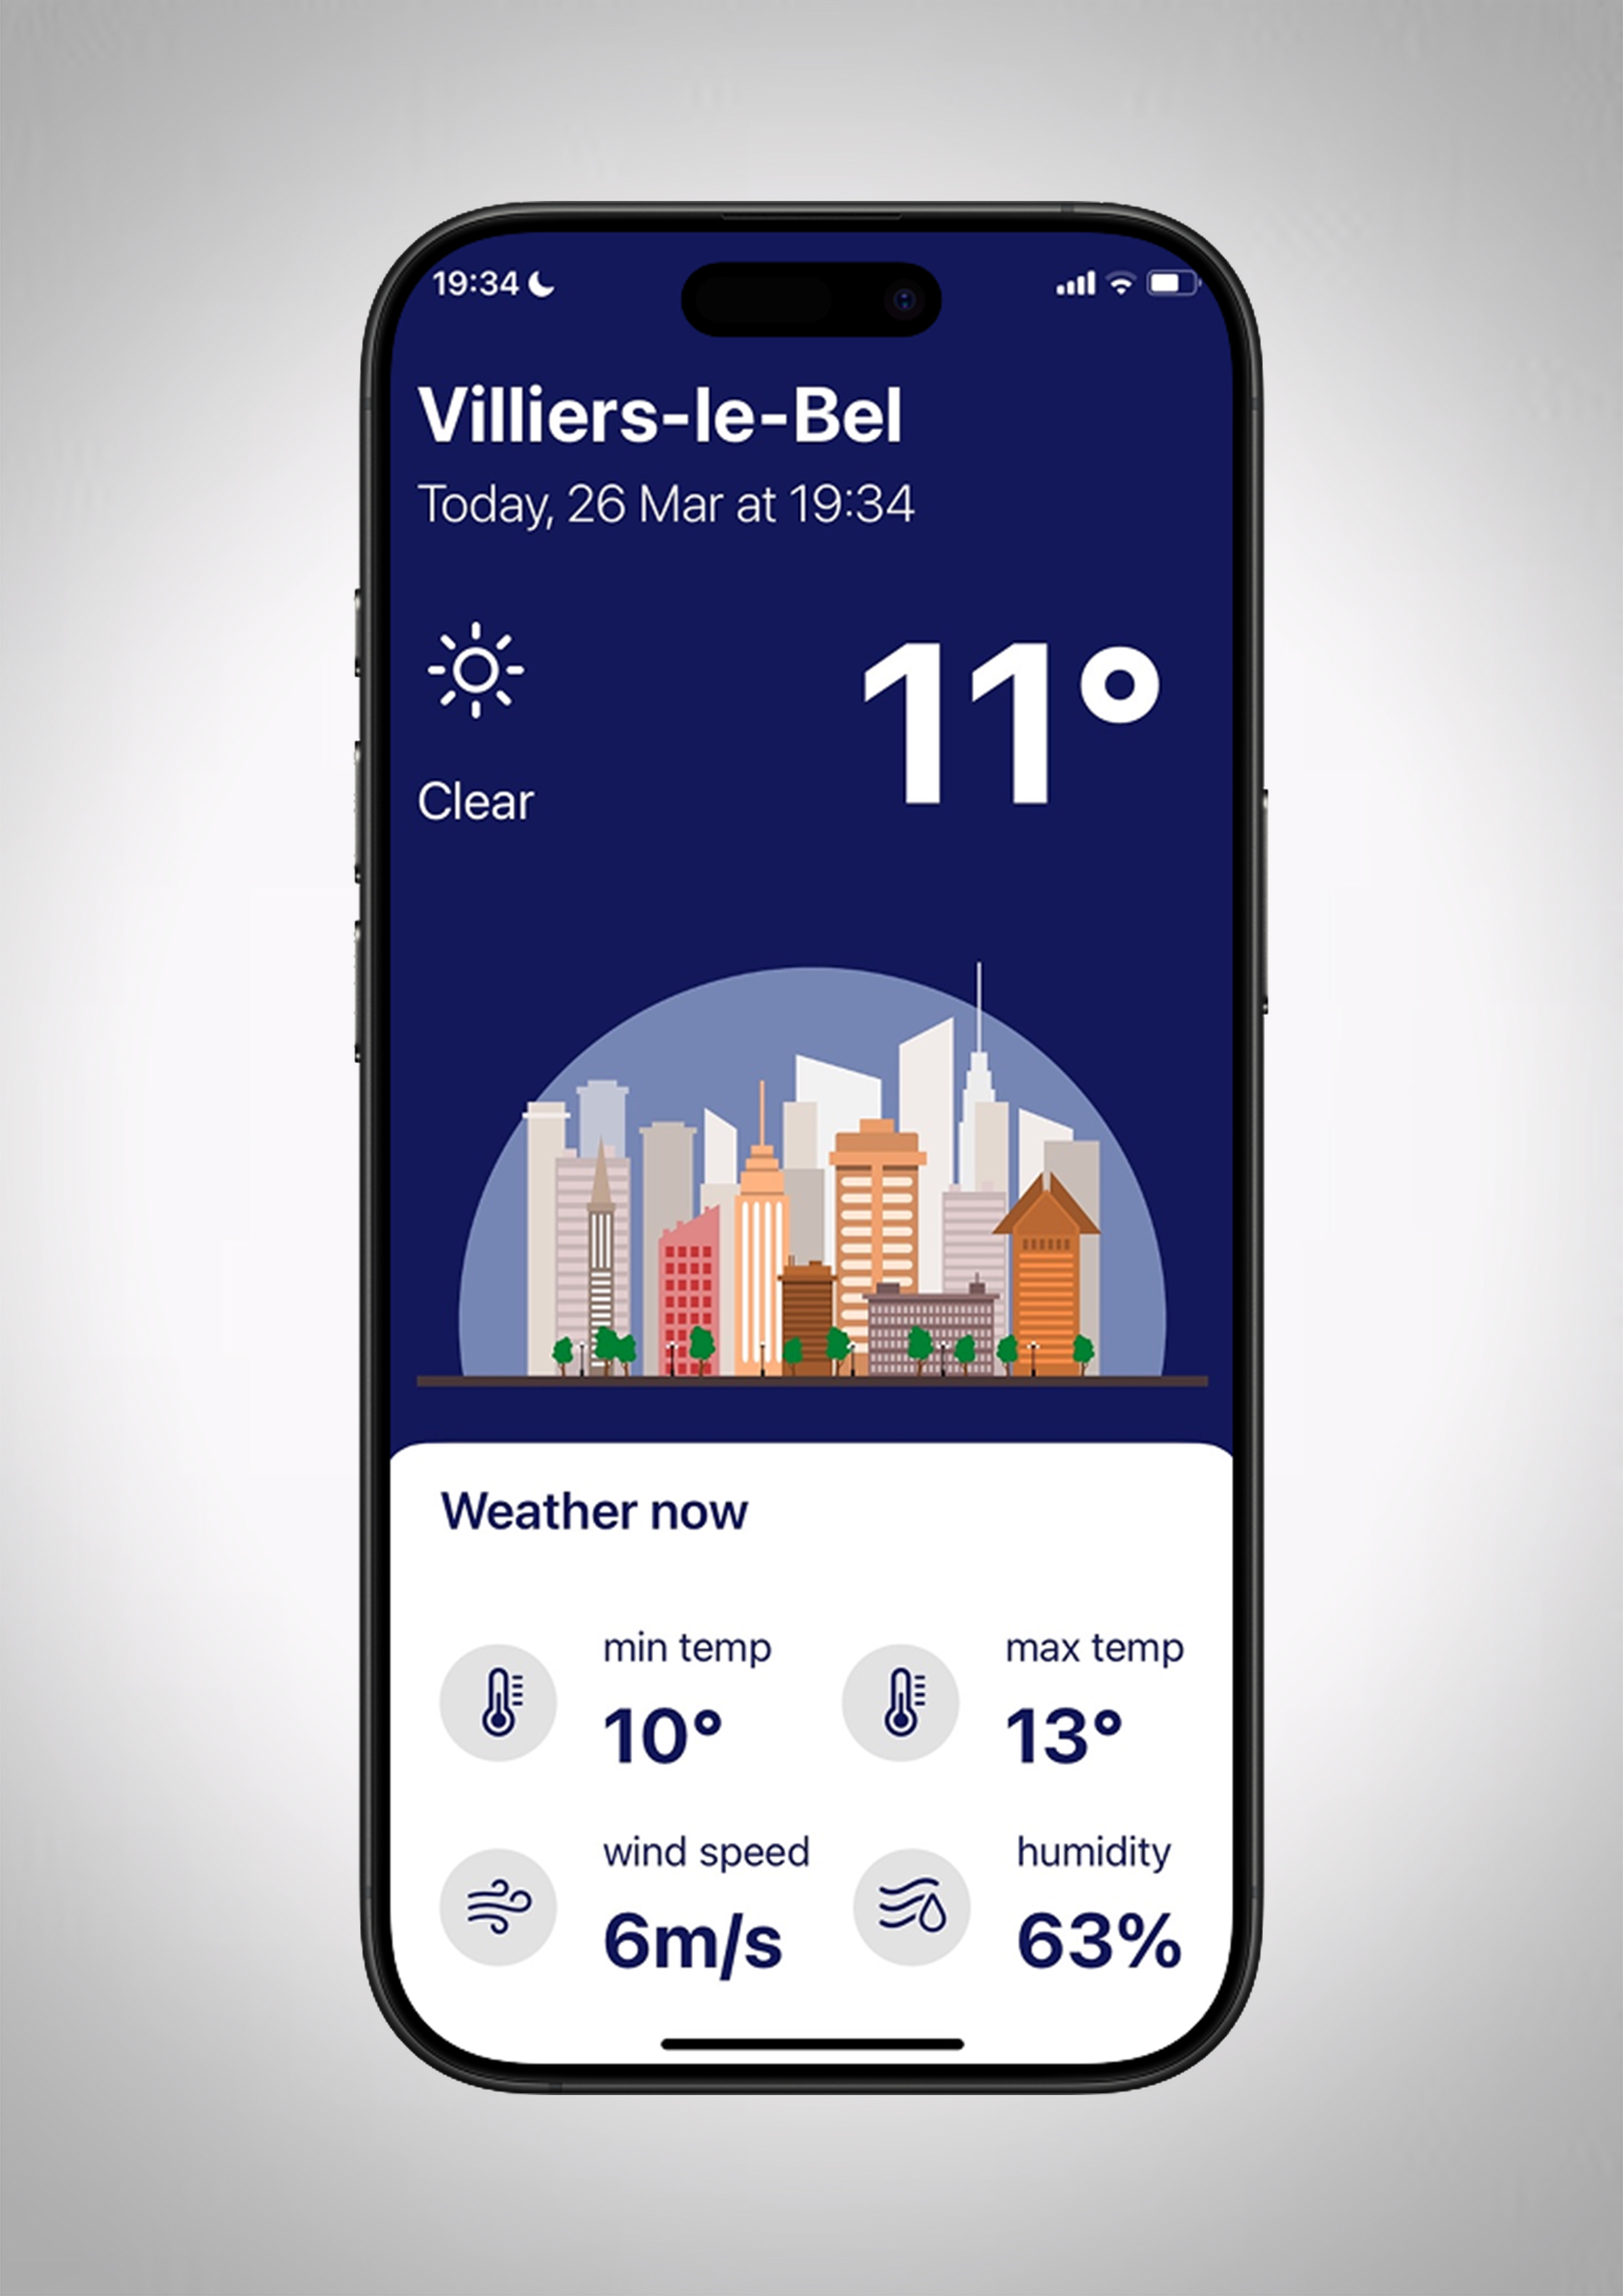 19:34
Villiers-le-Bel
Today, 26 Mar at 19:34
11°
Clear
Weather now
min temp
max temp
10°
13°
wind speed
humidity
6m/s
63%